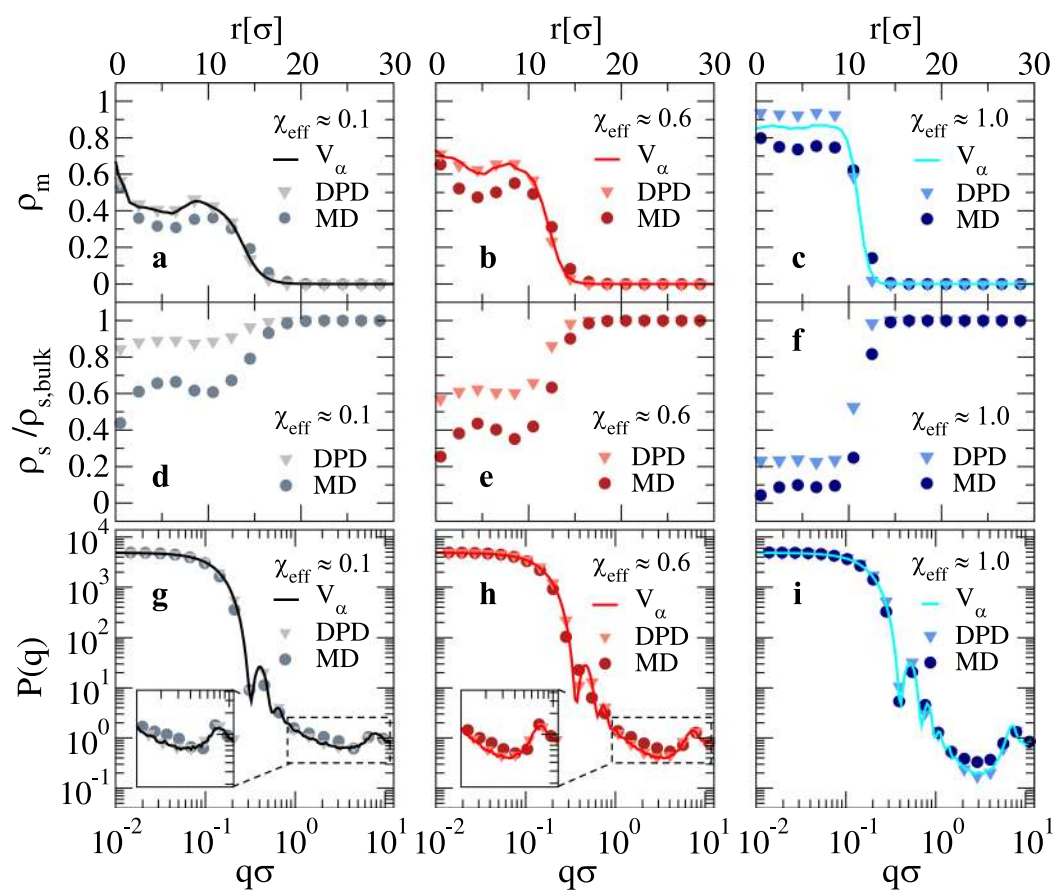 r[σ] r[σ] r[σ]
0 10 20 30 0 10 20 30 0 10 20 30
ρm
1
0.8
0.6
0.4
0.2
0
χeff ≈ 0.1
Vα
DPD
MD
a
χeff ≈ 0.6
Vα
DPD
MD
b
χeff ≈ 1.0
Vα
DPD
MD
c
ρs /ρs,bulk
1
0.8
0.6
0.4
0.2
0
χeff ≈ 0.1
DPD
MD
d
χeff ≈ 0.6
DPD
MD
e
f
χeff ≈ 1.0
DPD
MD
P(q)
10^4
10^3
10^2
10^1
10^0
10^-1
χeff ≈ 0.1
g
Vα
DPD
MD
χeff ≈ 0.6
h
Vα
DPD
MD
χeff ≈ 1.0
i
Vα
DPD
MD
10^-2 10^-1 10^0 10^1 10^-2 10^-1 10^0 10^1 10^-2 10^-1 10^0 10^1
qσ qσ qσ